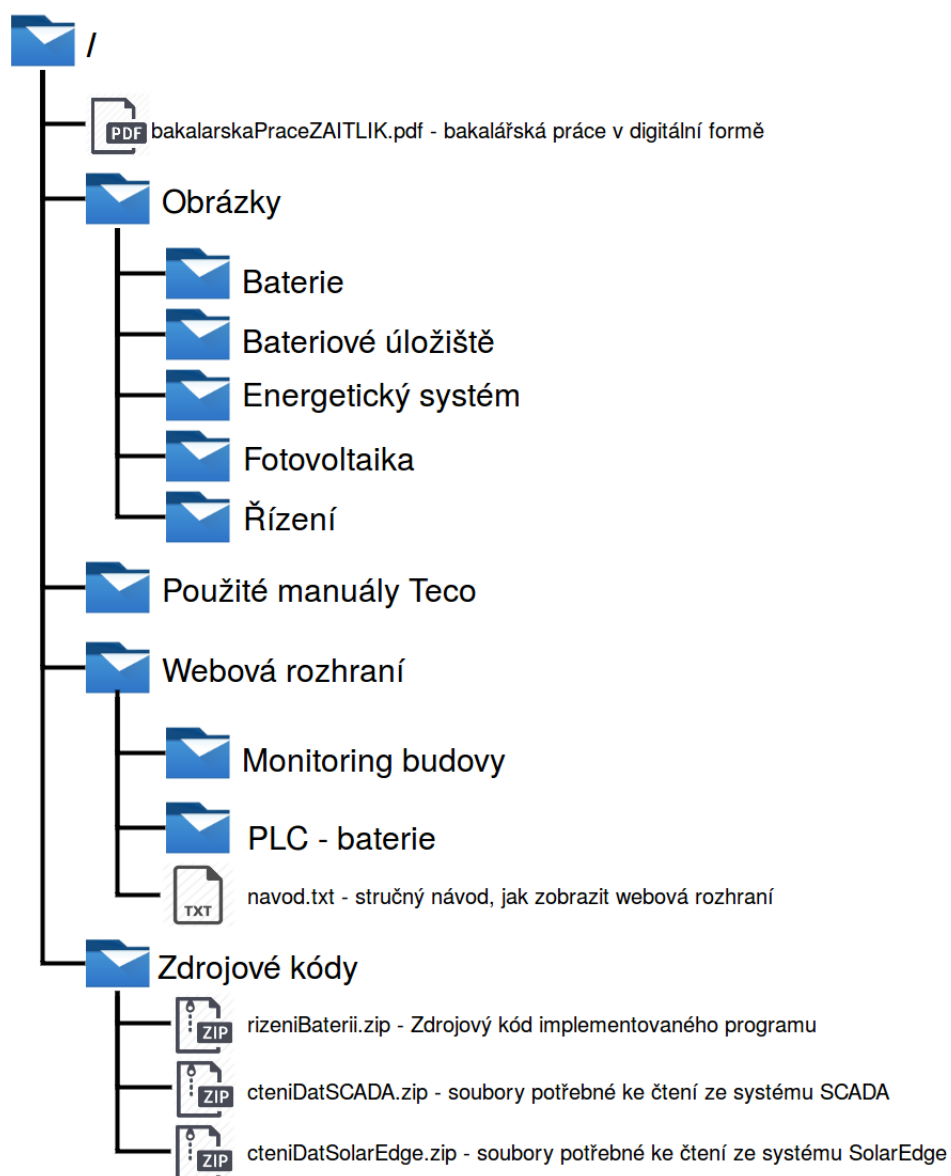 /
PDF bakalarskaPraceZAITLIK.pdf - bakalářská práce v digitální formě
Obrázky
Baterie
Bateriové úložiště
Energetický systém
Fotovoltaika
Řízení
Použité manuály Teco
Webová rozhraní
Monitoring budovy
PLC - baterie
TXT navod.txt - stručný návod, jak zobrazit webová rozhraní
Zdrojové kódy
ZIP rizeniBaterii.zip - Zdrojový kód implementovaného programu
ZIP cteniDatSCADA.zip - soubory potřebné ke čtení ze systému SCADA
ZIP cteniDatSolarEdge.zip - soubory potřebné ke čtení ze systému SolarEdge